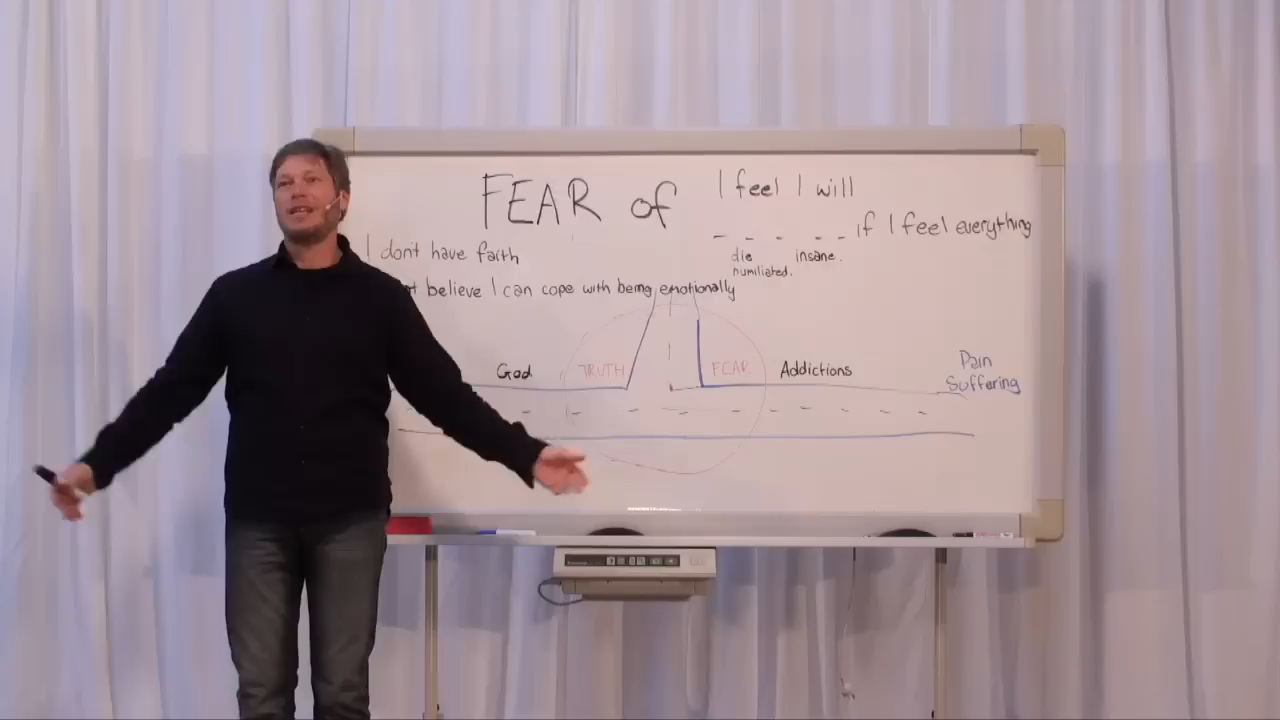 FEAR of
I feel I will
_ _ _ _ _ if I feel everything
die insane.
humiliated.
I dont have faith
believe I can cope with being emotionally
God TRUTH FEAR Addictions
Pain
Suffering